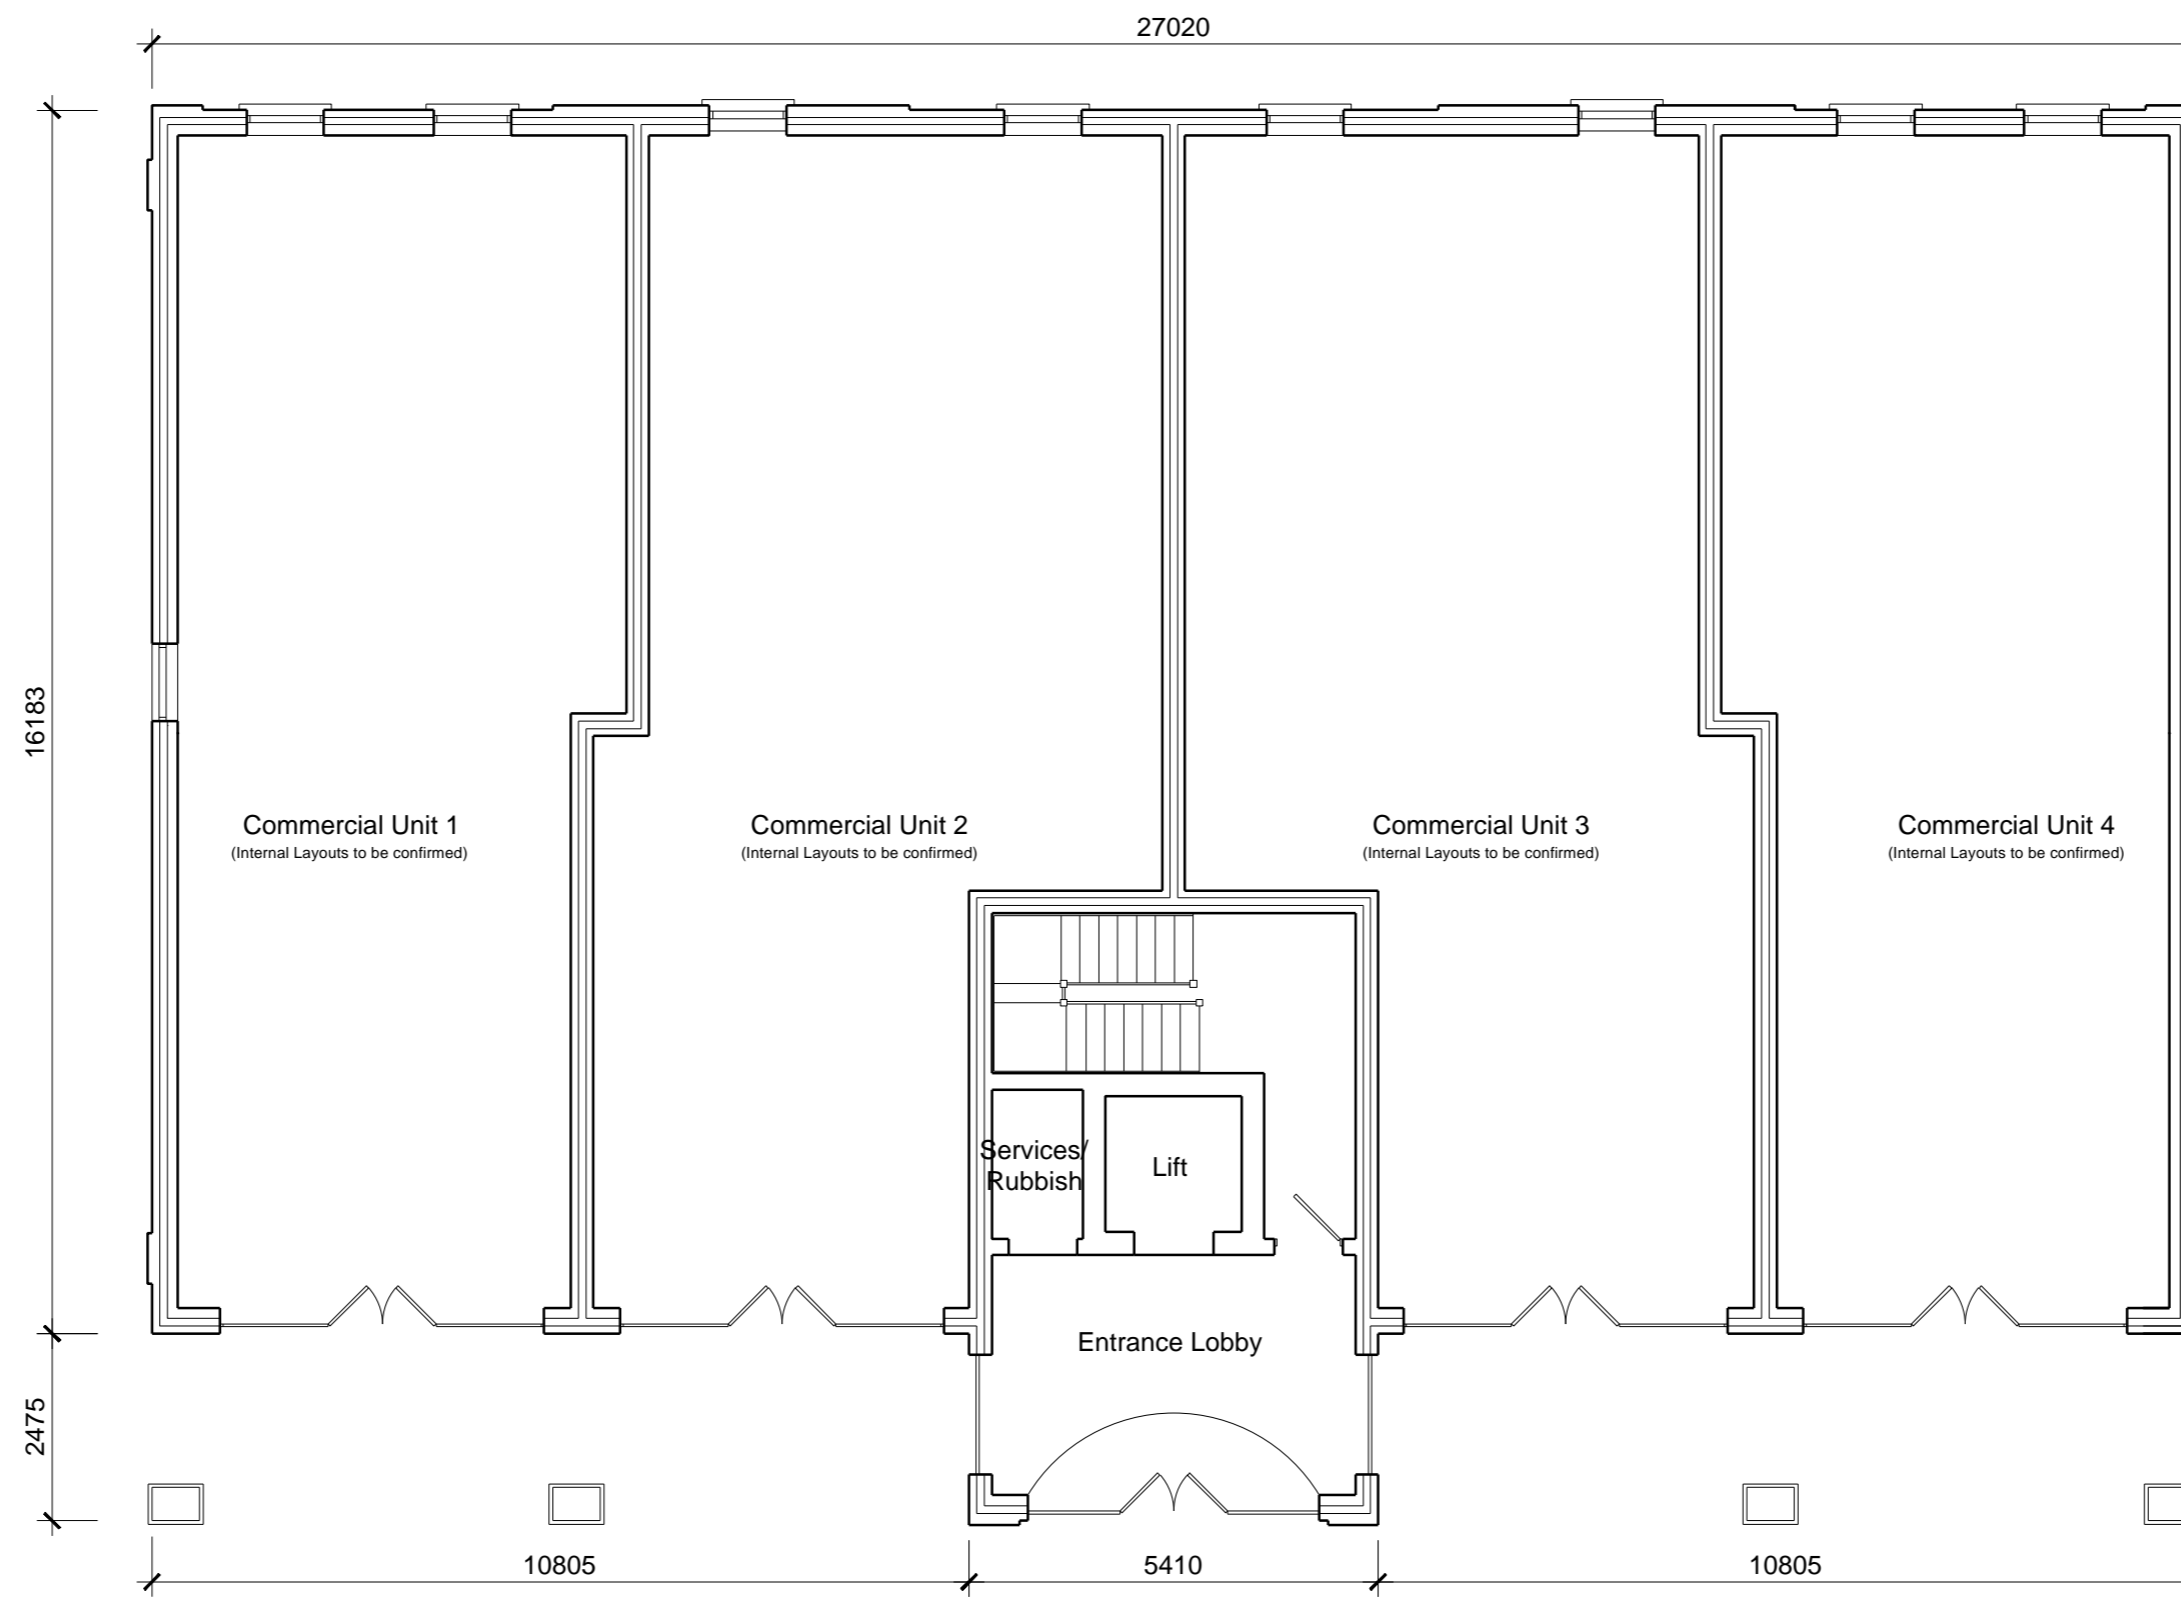 27020
16183
Commercial Unit 1
(Internal Layouts to be confirmed)
Commercial Unit 2
(Internal Layouts to be confirmed)
Commercial Unit 3
(Internal Layouts to be confirmed)
Commercial Unit 4
(Internal Layouts to be confirmed)
Services/
Rubbish
Lift
Entrance Lobby
2475
10805
5410
10805